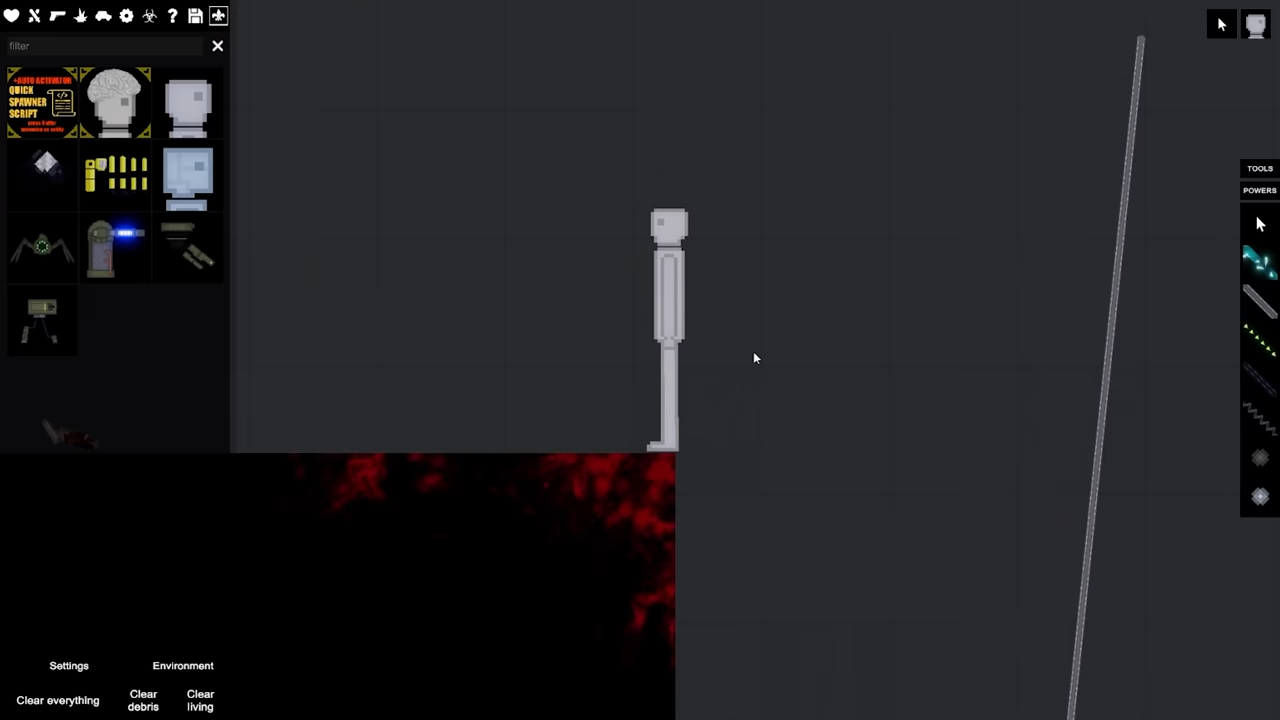 filter
+AUTO ACTIVATOR
QUICK
SPAWNER
SCRIPT
TOOLS
POWERS
Settings
Environment
Clear everything
Clear
debris
Clear
living